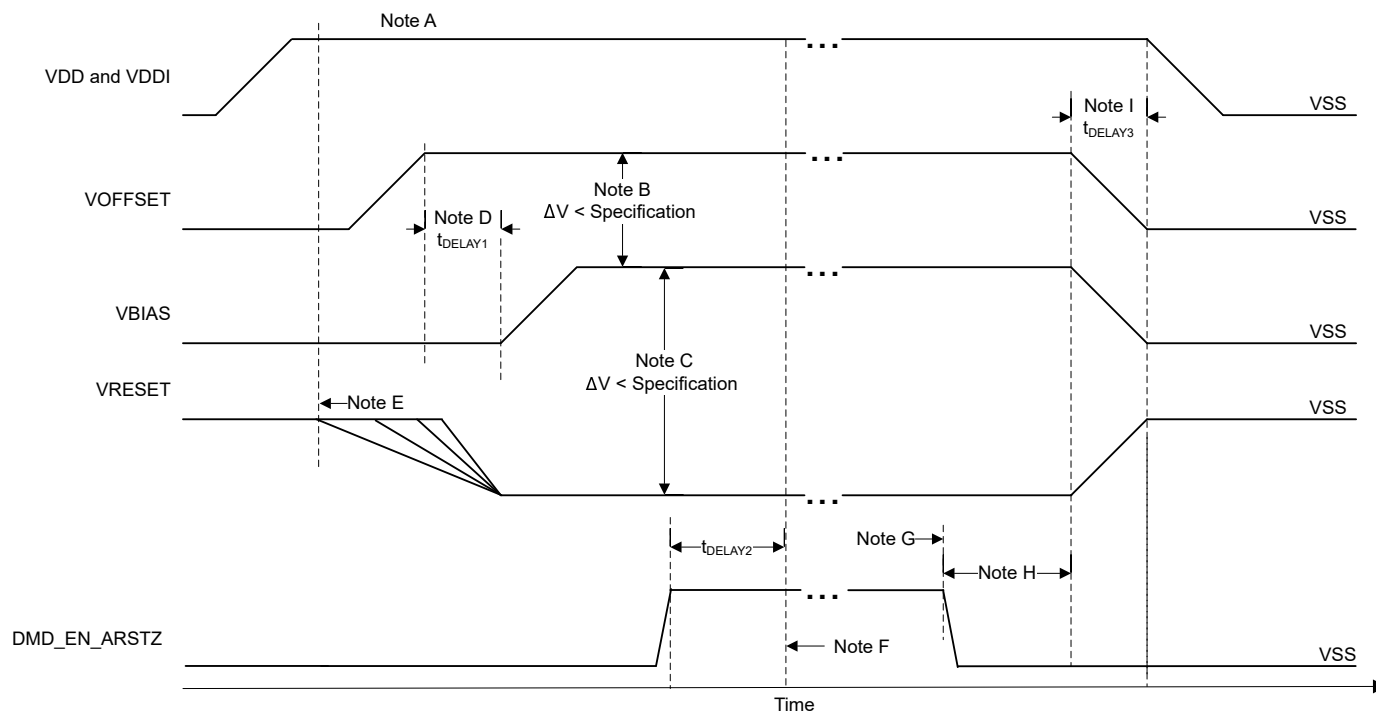 Note A
VDD and VDDI
...
VSS
Note I
tDELAY3
VOFFSET
...
Note B
ΔV < Specification
Note D
tDELAY1
VSS
VBIAS
...
VSS
Note C
ΔV < Specification
VRESET
Note E
VSS
...
tDELAY2
Note G
Note H
DMD_EN_ARSTZ
...
Note F
VSS
Time